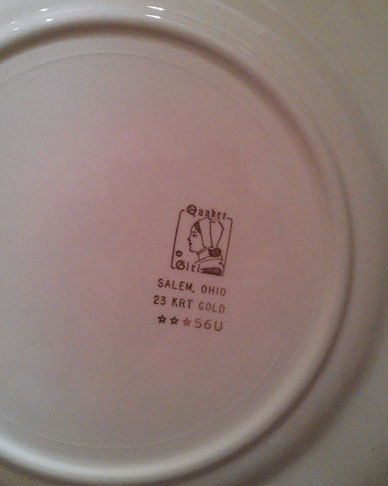 Quaker
Girl
SALEM, OHIO
23 KRT GOLD
☆☆☆56U